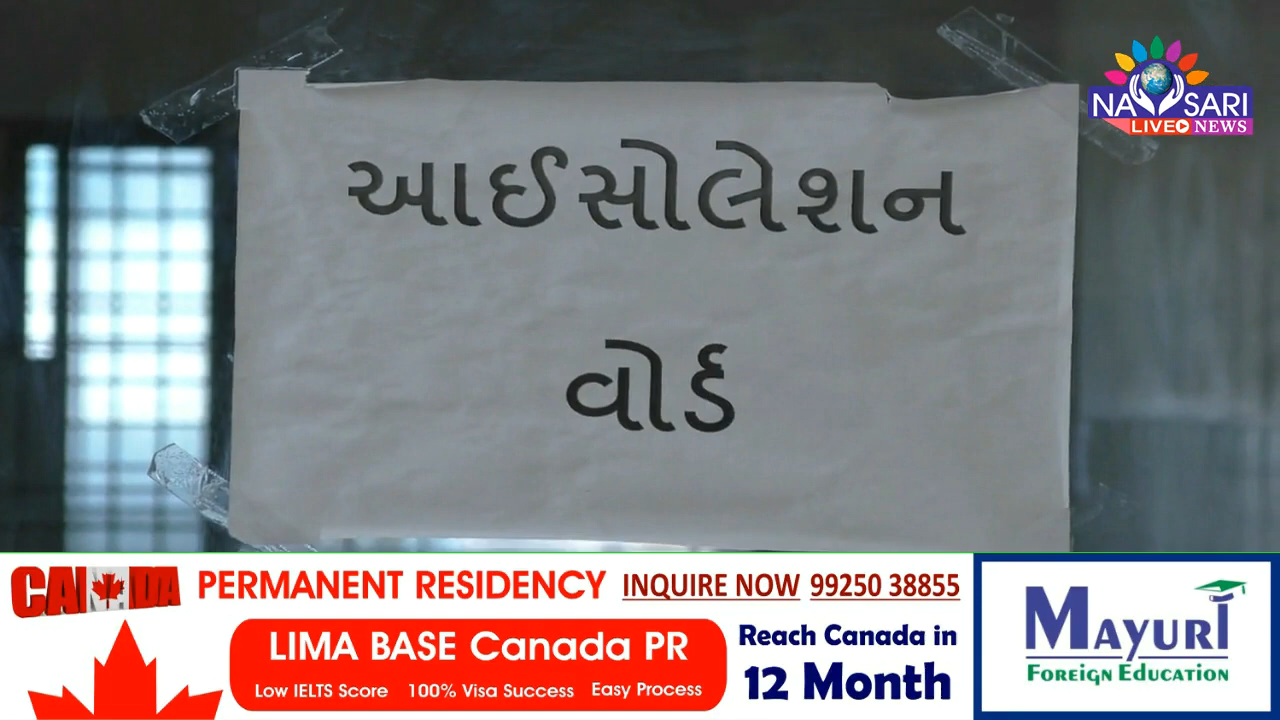 NAVSARI
LIVE NEWS
આઈસોલેશન
વોર્ડ
CANADA PERMANENT RESIDENCY INQUIRE NOW 99250 38855
LIMA BASE Canada PR
Low IELTS Score 100% Visa Success Easy Process
Reach Canada in
12 Month
MAYURI
FOREIGN EDUCATION